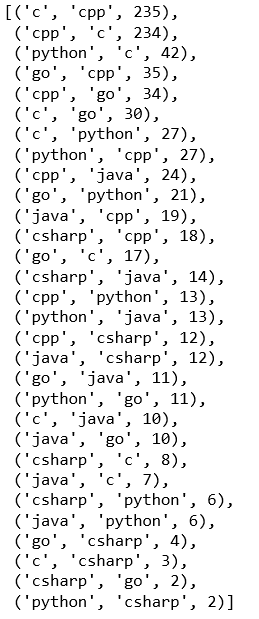 [('c', 'cpp', 235),
('cpp', 'c', 234),
('python', 'c', 42),
('go', 'cpp', 35),
('cpp', 'go', 34),
('c', 'go', 30),
('c', 'python', 27),
('python', 'cpp', 27),
('cpp', 'java', 24),
('go', 'python', 21),
('java', 'cpp', 19),
('csharp', 'cpp', 18),
('go', 'c', 17),
('csharp', 'java', 14),
('cpp', 'python', 13),
('python', 'java', 13),
('cpp', 'csharp', 12),
('java', 'csharp', 12),
('go', 'java', 11),
('python', 'go', 11),
('c', 'java', 10),
('java', 'go', 10),
('csharp', 'c', 8),
('java', 'c', 7),
('csharp', 'python', 6),
('java', 'python', 6),
('go', 'csharp', 4),
('c', 'csharp', 3),
('csharp', 'go', 2),
('python', 'csharp', 2)]